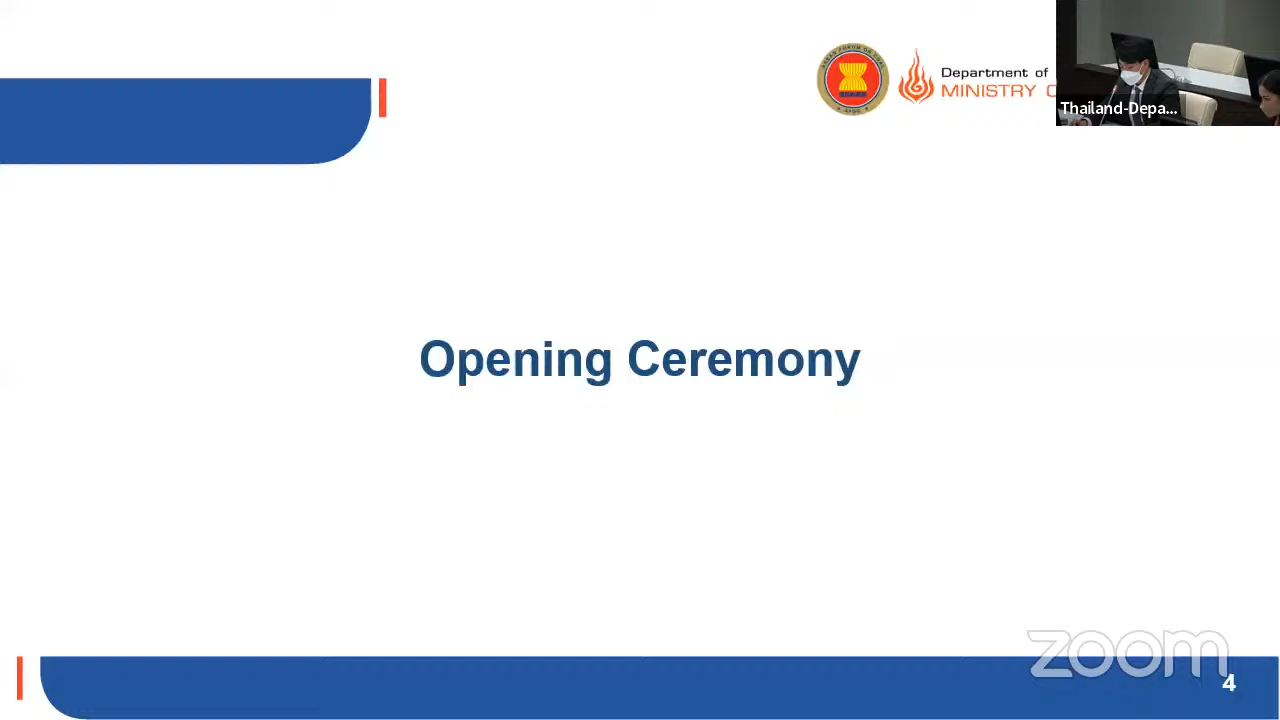 Department of
MINISTRY O
Thailand-Depa...
Opening Ceremony
zoom
4